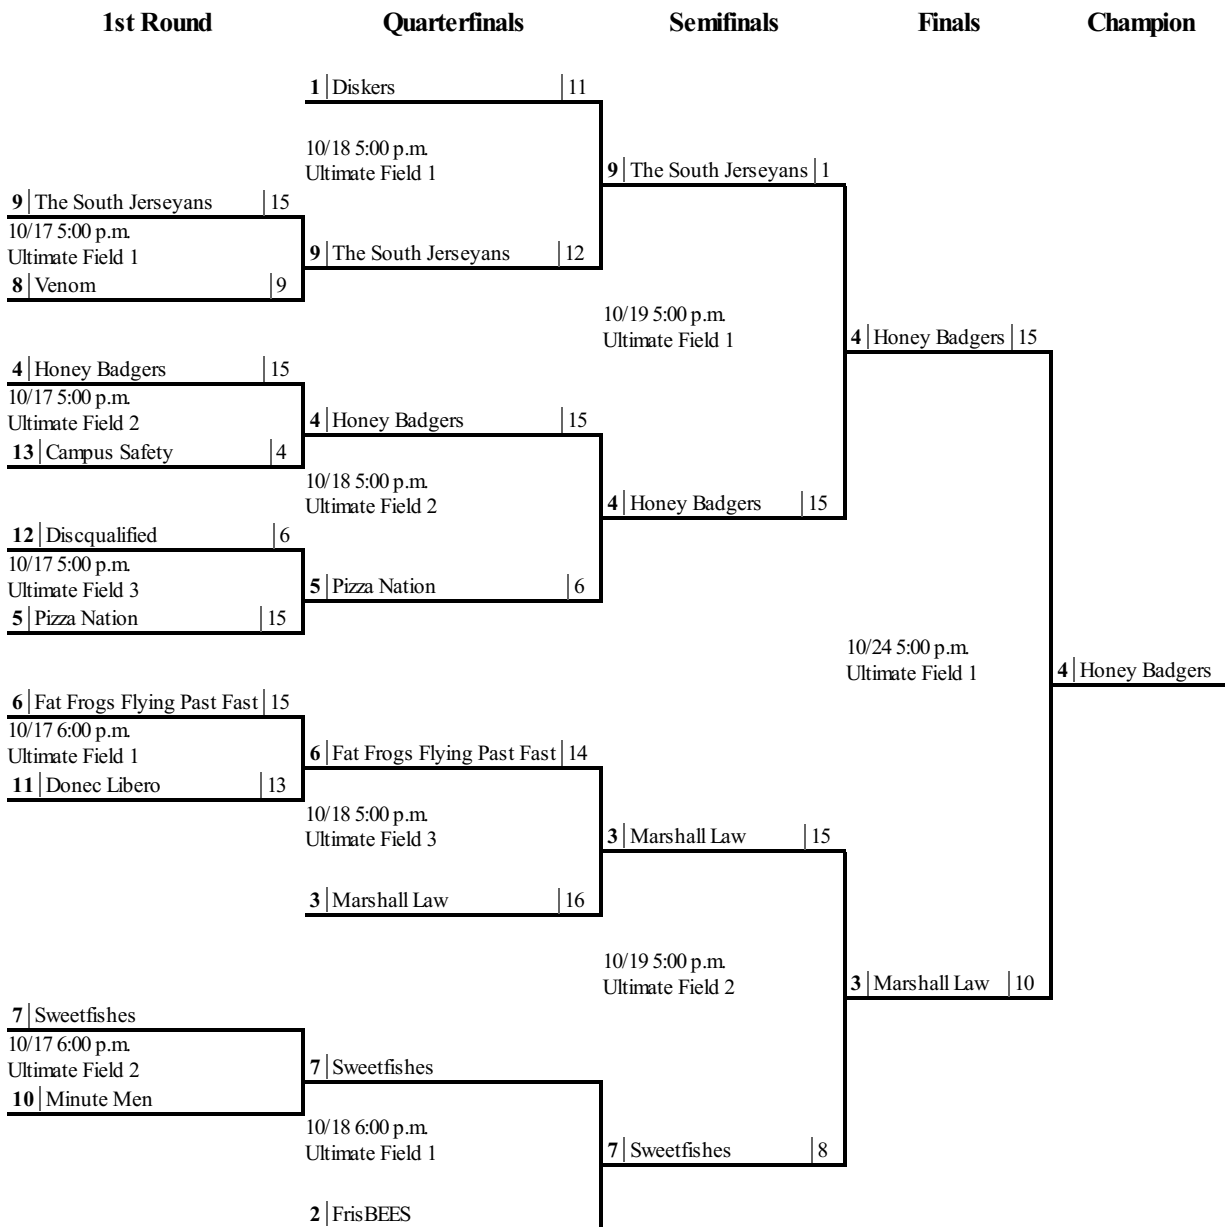 1st Round Quarterfinals Semifinals Finals Champion
1 Diskers 11
10/18 5:00 p.m.
Ultimate Field 1
9 The South Jerseyans 1
9 The South Jerseyans 15
10/17 5:00 p.m.
Ultimate Field 1
9 The South Jerseyans 12
8 Venom 9
10/19 5:00 p.m.
Ultimate Field 1
4 Honey Badgers 15
4 Honey Badgers 15
10/17 5:00 p.m.
Ultimate Field 2
4 Honey Badgers 15
13 Campus Safety 4
10/18 5:00 p.m.
Ultimate Field 2
4 Honey Badgers 15
12 Discqualified 6
10/17 5:00 p.m.
Ultimate Field 3
5 Pizza Nation 6
5 Pizza Nation 15
10/24 5:00 p.m.
Ultimate Field 1
4 Honey Badgers
6 Fat Frogs Flying Past Fast 15
10/17 6:00 p.m.
Ultimate Field 1
6 Fat Frogs Flying Past Fast 14
11 Donec Libero 13
10/18 5:00 p.m.
Ultimate Field 3
3 Marshall Law 15
3 Marshall Law 16
10/19 5:00 p.m.
Ultimate Field 2
3 Marshall Law 10
7 Sweetfishes
10/17 6:00 p.m.
Ultimate Field 2
7 Sweetfishes
10 Minute Men
10/18 6:00 p.m.
Ultimate Field 1
7 Sweetfishes 8
2 FrisBEES